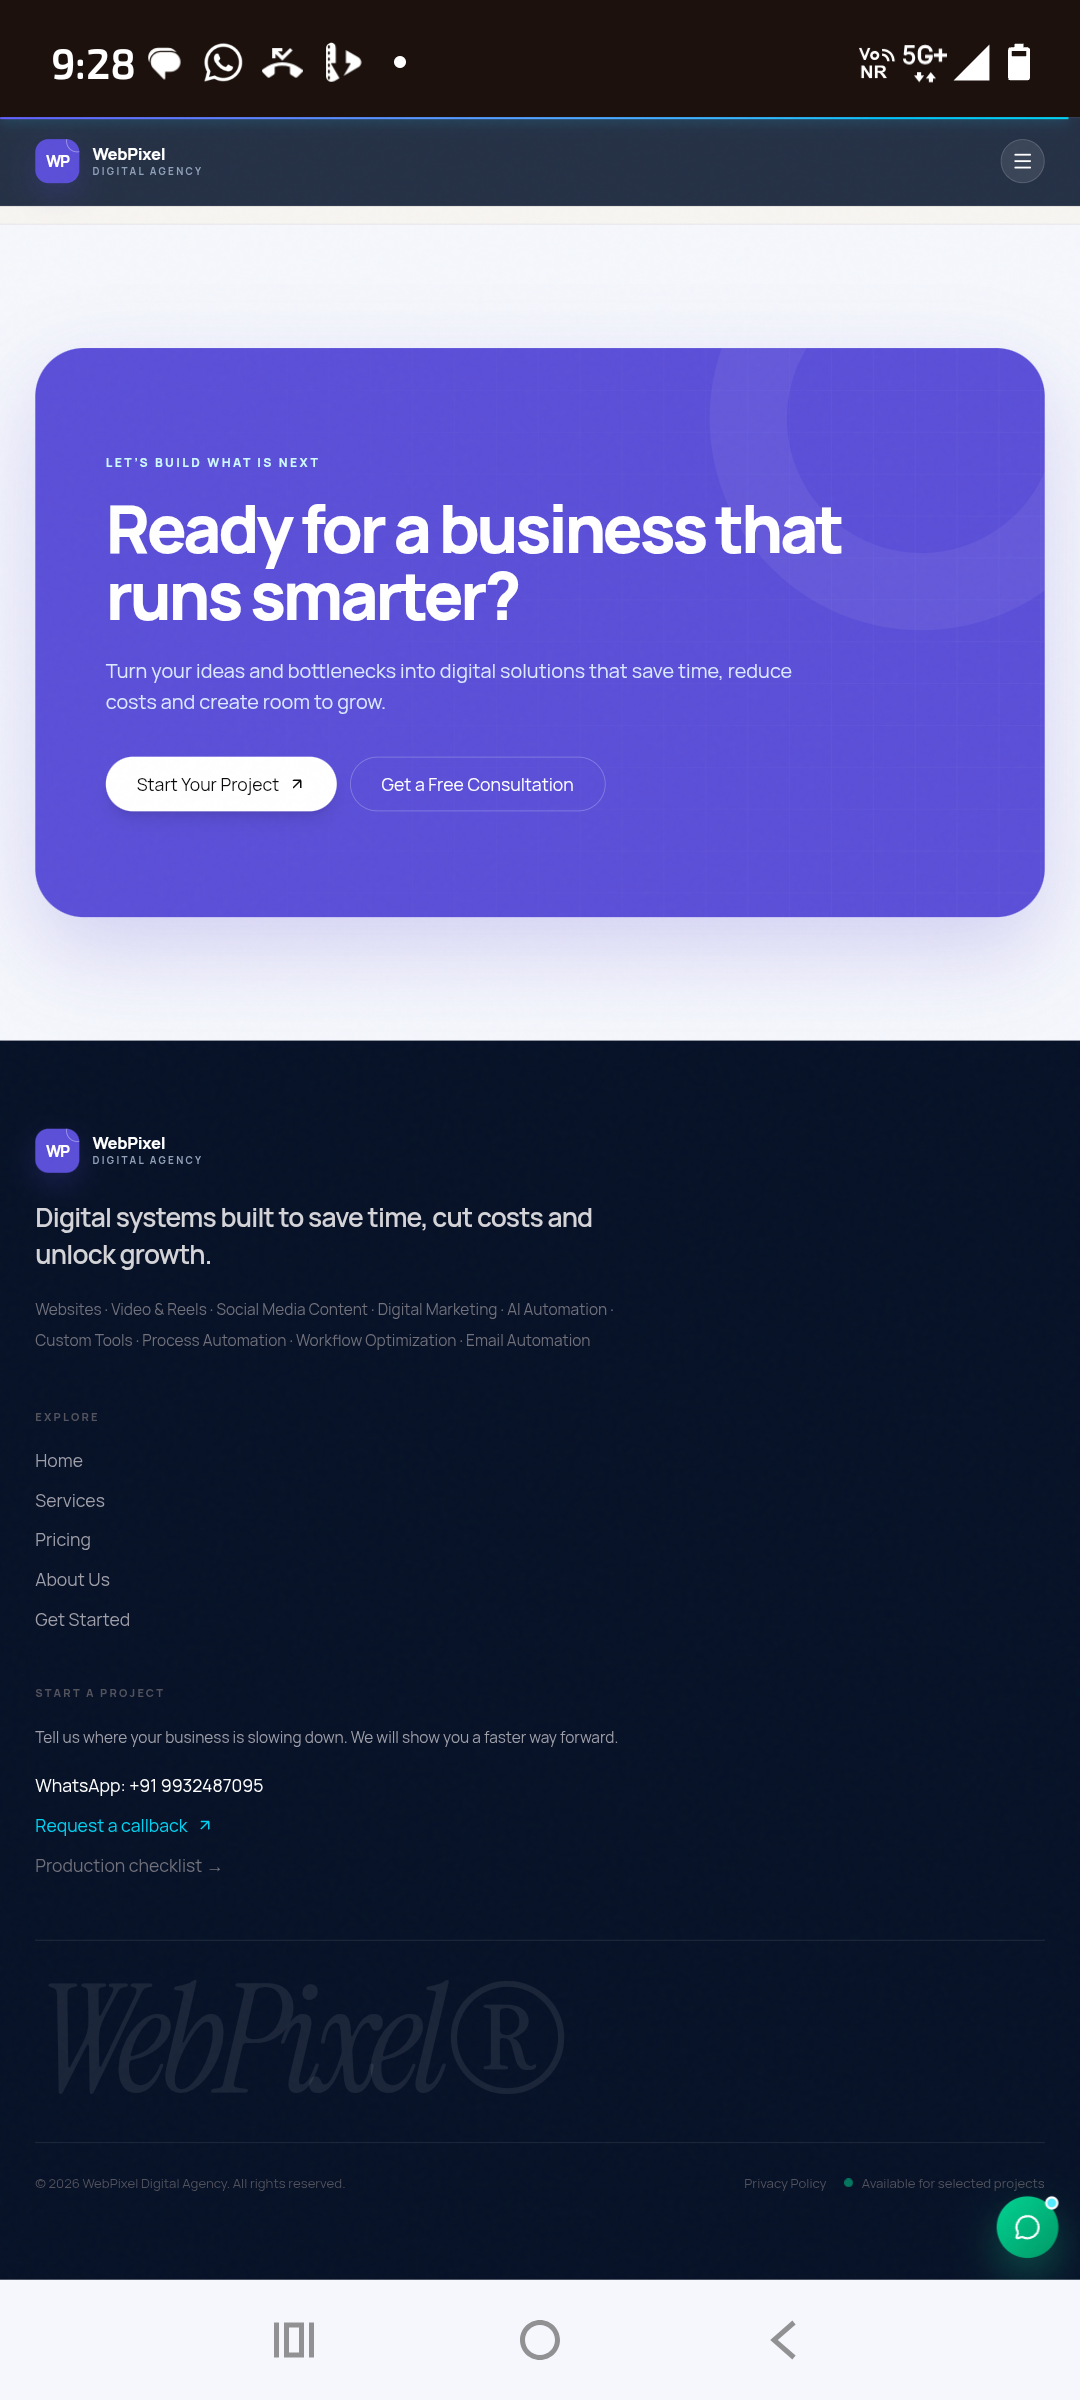 9:28
Vo NR 5G+
WP WebPixel
DIGITAL AGENCY
LET'S BUILD WHAT IS NEXT
Ready for a business that
runs smarter?
Turn your ideas and bottlenecks into digital solutions that save time, reduce
costs and create room to grow.
Start Your Project ↗ Get a Free Consultation
WP WebPixel
DIGITAL AGENCY
Digital systems built to save time, cut costs and
unlock growth.
Websites · Video & Reels · Social Media Content · Digital Marketing · AI Automation ·
Custom Tools · Process Automation · Workflow Optimization · Email Automation
EXPLORE
Home
Services
Pricing
About Us
Get Started
START A PROJECT
Tell us where your business is slowing down. We will show you a faster way forward.
WhatsApp: +91 9932487095
Request a callback ↗
Production checklist →
WebPixel®
© 2026 WebPixel Digital Agency. All rights reserved. Privacy Policy Available for selected projects